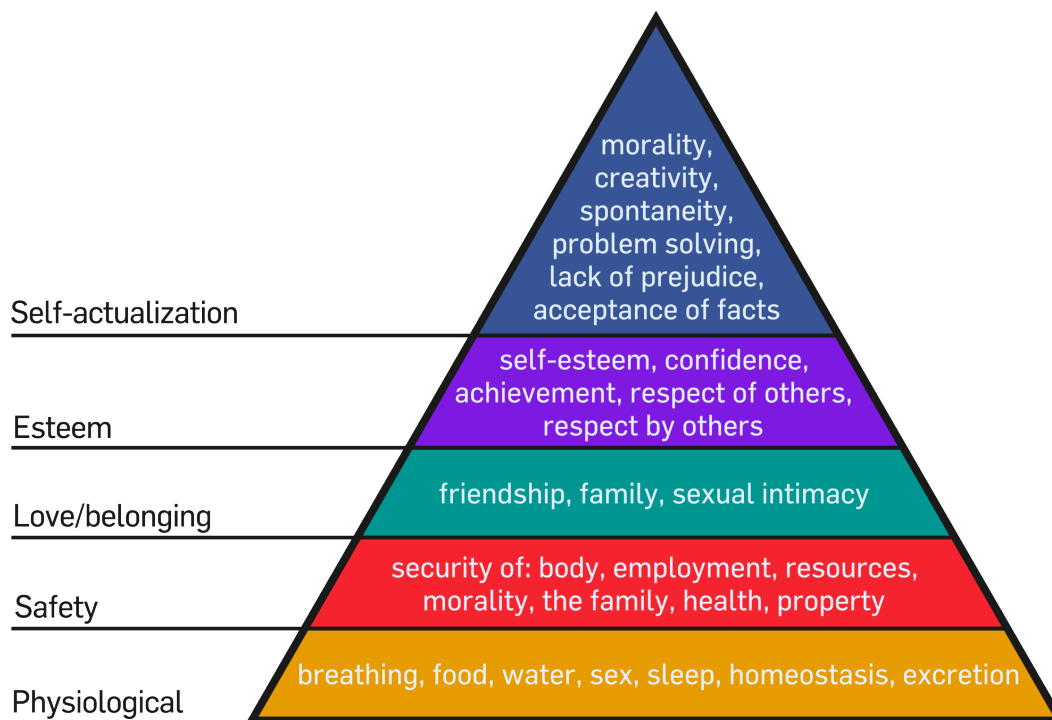 morality,
creativity,
spontaneity,
problem solving,
lack of prejudice,
acceptance of facts
Self-actualization
self-esteem, confidence,
achievement, respect of others,
respect by others
Esteem
friendship, family, sexual intimacy
Love/belonging
security of: body, employment, resources,
morality, the family, health, property
Safety
breathing, food, water, sex, sleep, homeostasis, excretion
Physiological